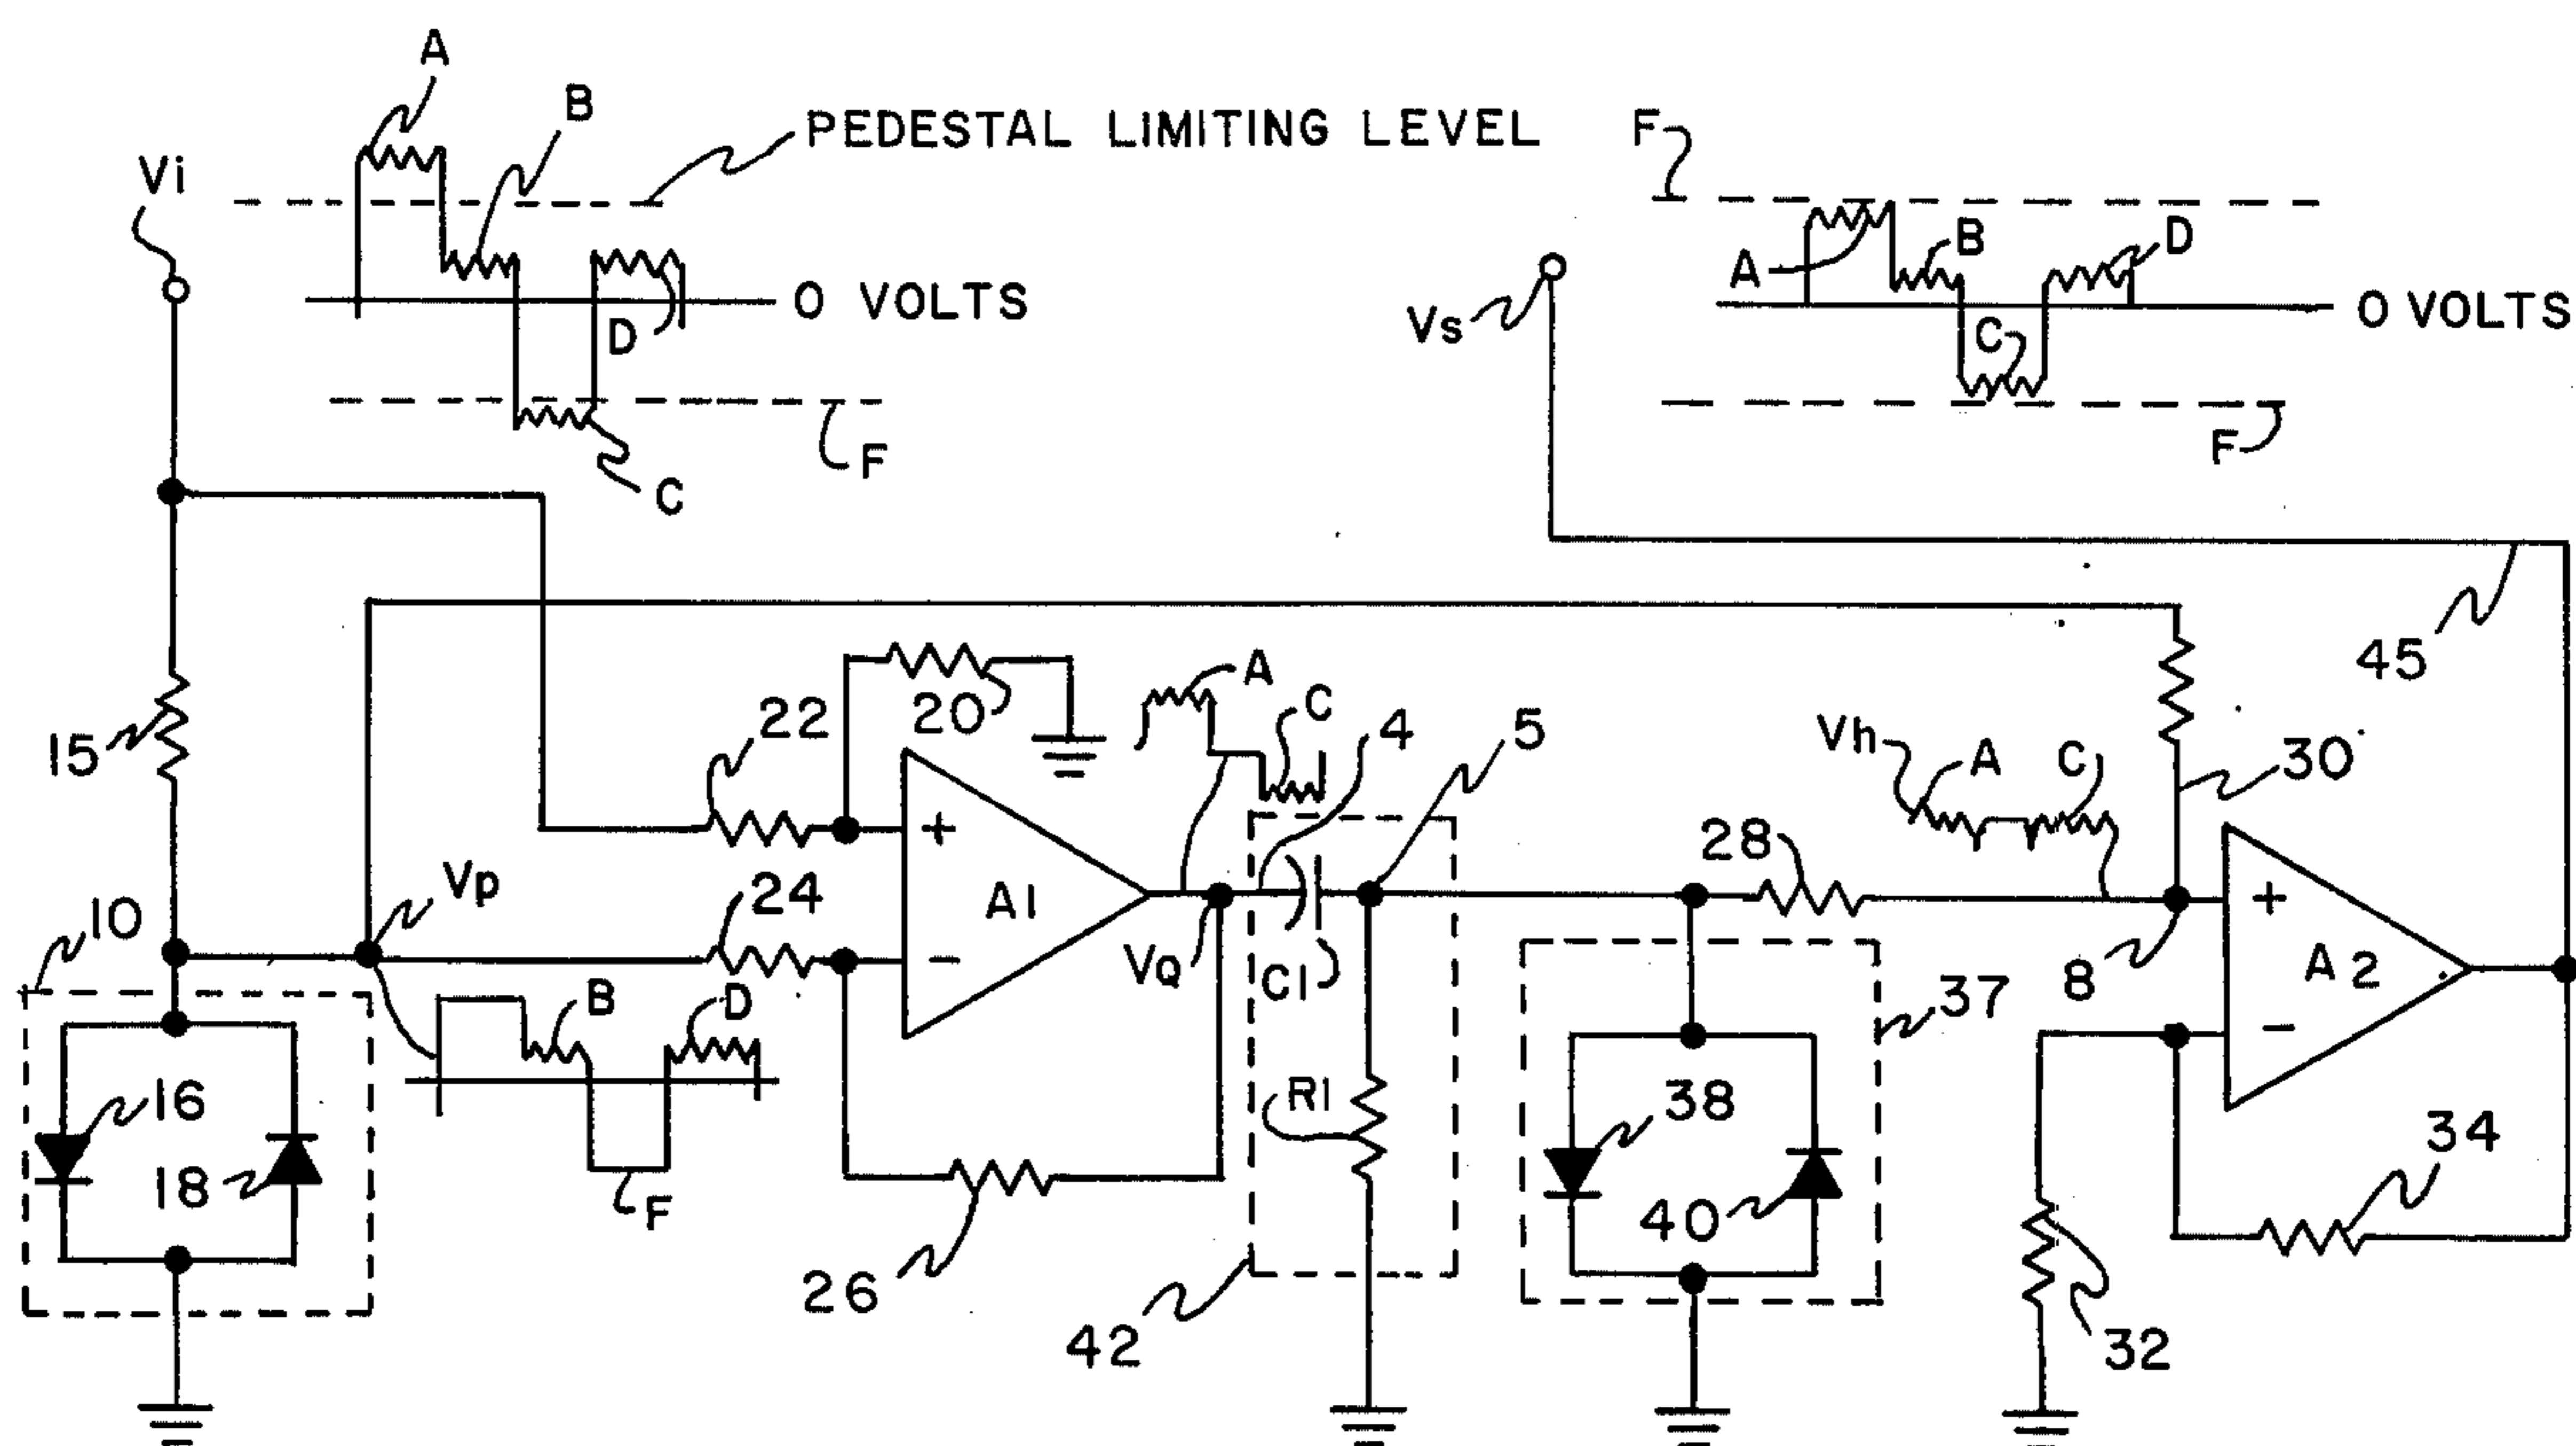 A
B
PEDESTAL LIMITING LEVEL
F
Vi
A
B
D
0 VOLTS
D
Vs
C
0 VOLTS
F
C
F
15
22
20
A
C
4
5
Vh
A
C
30
45
10
Vp
24
A1
VQ
C1
28
8
A2
37
B
D
16
18
F
R1
38
40
34
26
42
32